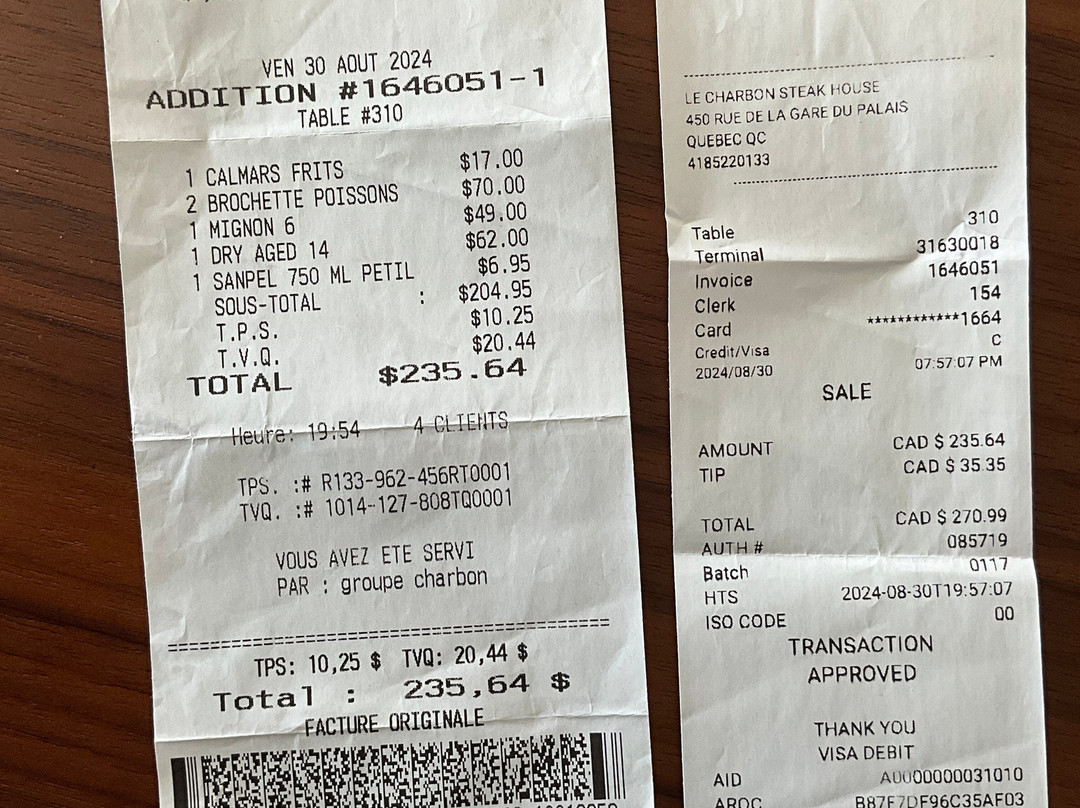 VEN 30 AOUT 2024
ADDITION #1646051-1
TABLE #310
1 CALMARS FRITS $17.00
2 BROCHETTE POISSONS $70.00
1 MIGNON 6 $49.00
1 DRY AGED 14 $62.00
1 SANPEL 750 ML PETIL $6.95
SOUS-TOTAL : $204.95
T.P.S. $10.25
T.V.Q. $20.44
TOTAL $235.64
Heure: 19:54 4 CLIENTS
TPS. :# R133-962-456RT0001
TVQ. :# 1014-127-808TQ0001
VOUS AVEZ ETE SERVI
PAR : groupe charbon
TPS: 10,25 $ TVQ: 20,44 $
Total : 235,64 $
FACTURE ORIGINALE
LE CHARBON STEAK HOUSE
450 RUE DE LA GARE DU PALAIS
QUEBEC QC
4185220133
Table 310
Terminal 31630018
Invoice 1646051
Clerk 154
Card ************1664
Credit/Visa C
2024/08/30 07:57:07 PM
SALE
AMOUNT CAD $ 235.64
TIP CAD $ 35.35
TOTAL CAD $ 270.99
AUTH # 085719
Batch 0117
HTS 2024-08-30T19:57:07
ISO CODE 00
TRANSACTION
APPROVED
THANK YOU
VISA DEBIT
AID A0000000031010
ARQC B87F7DF96C35AF03